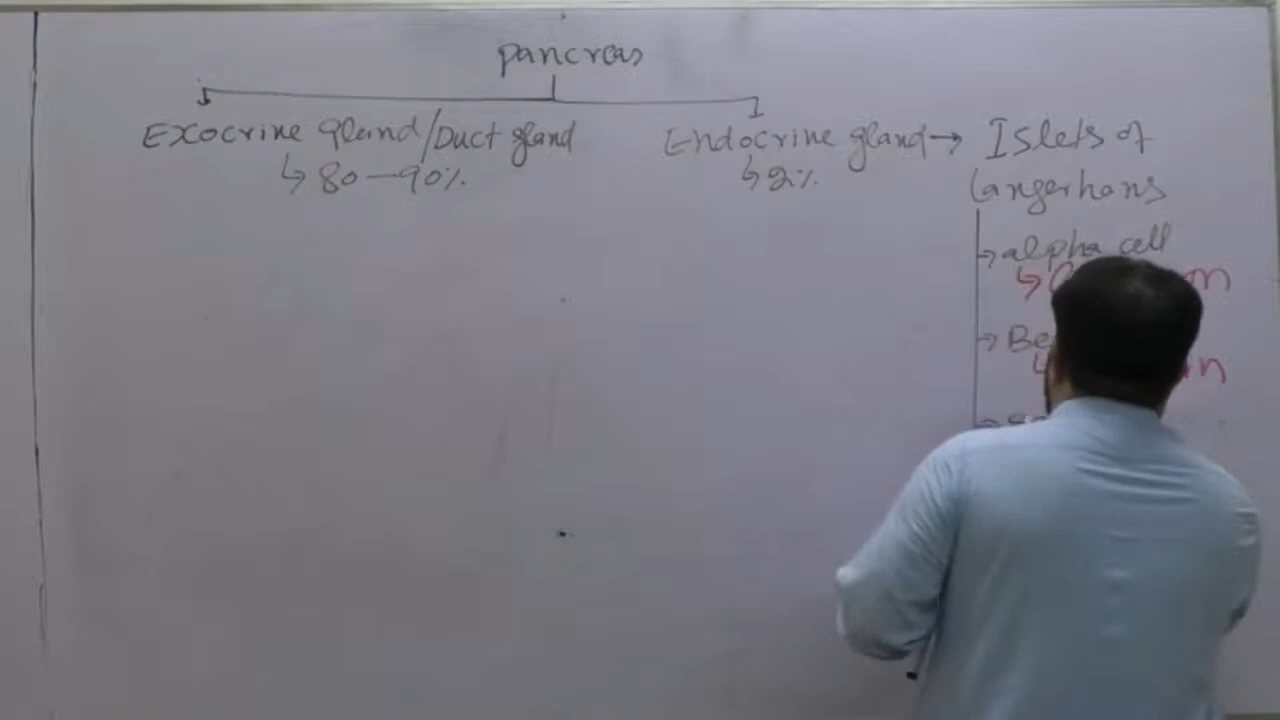 pancreas
Exocrine gland/Duct gland
↳ 80-90%
Endocrine gland → Islets of
↳ 2%
Langerhans
→ alpha cell